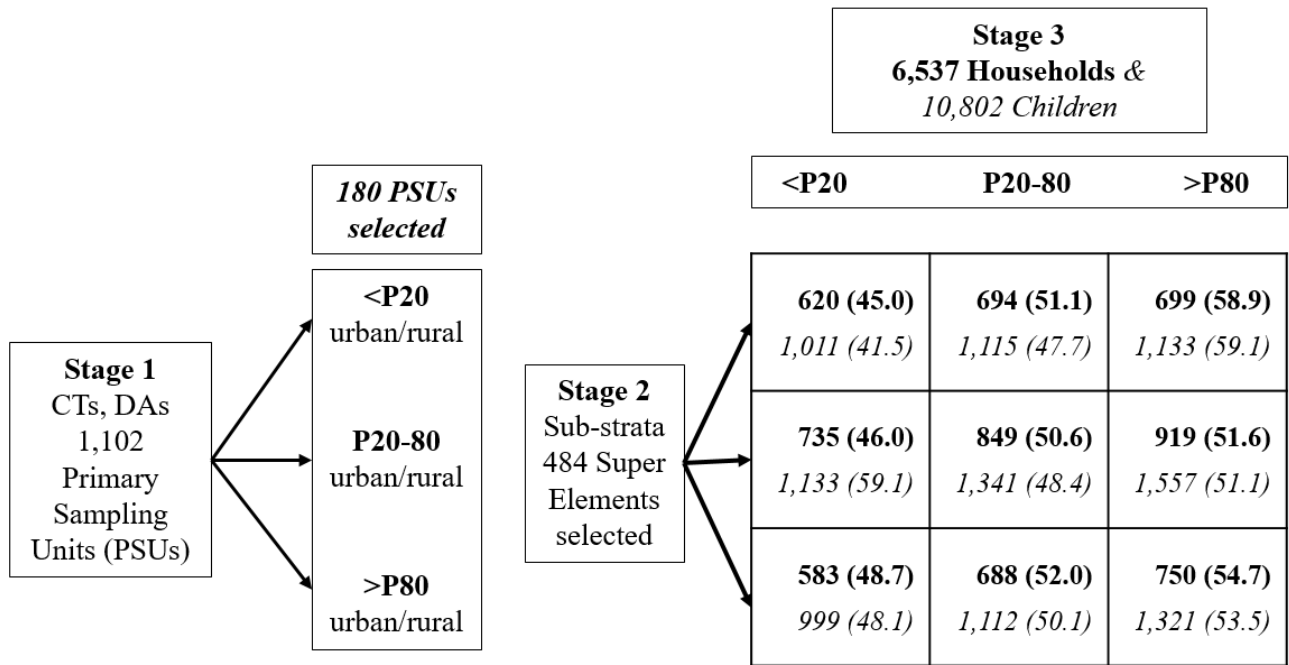 Stage 1
CTs, DAs
1,102
Primary
Sampling
Units (PSUs)
180 PSUs
selected
<P20
urban/rural
P20-80
urban/rural
>P80
urban/rural
Stage 2
Sub-strata
484 Super
Elements
selected
Stage 3
6,537 Households &
10,802 Children
<P20 P20-80 >P80
620 (45.0) 694 (51.1) 699 (58.9)
1,011 (41.5) 1,115 (47.7) 1,133 (59.1)
735 (46.0) 849 (50.6) 919 (51.6)
1,133 (59.1) 1,341 (48.4) 1,557 (51.1)
583 (48.7) 688 (52.0) 750 (54.7)
999 (48.1) 1,112 (50.1) 1,321 (53.5)